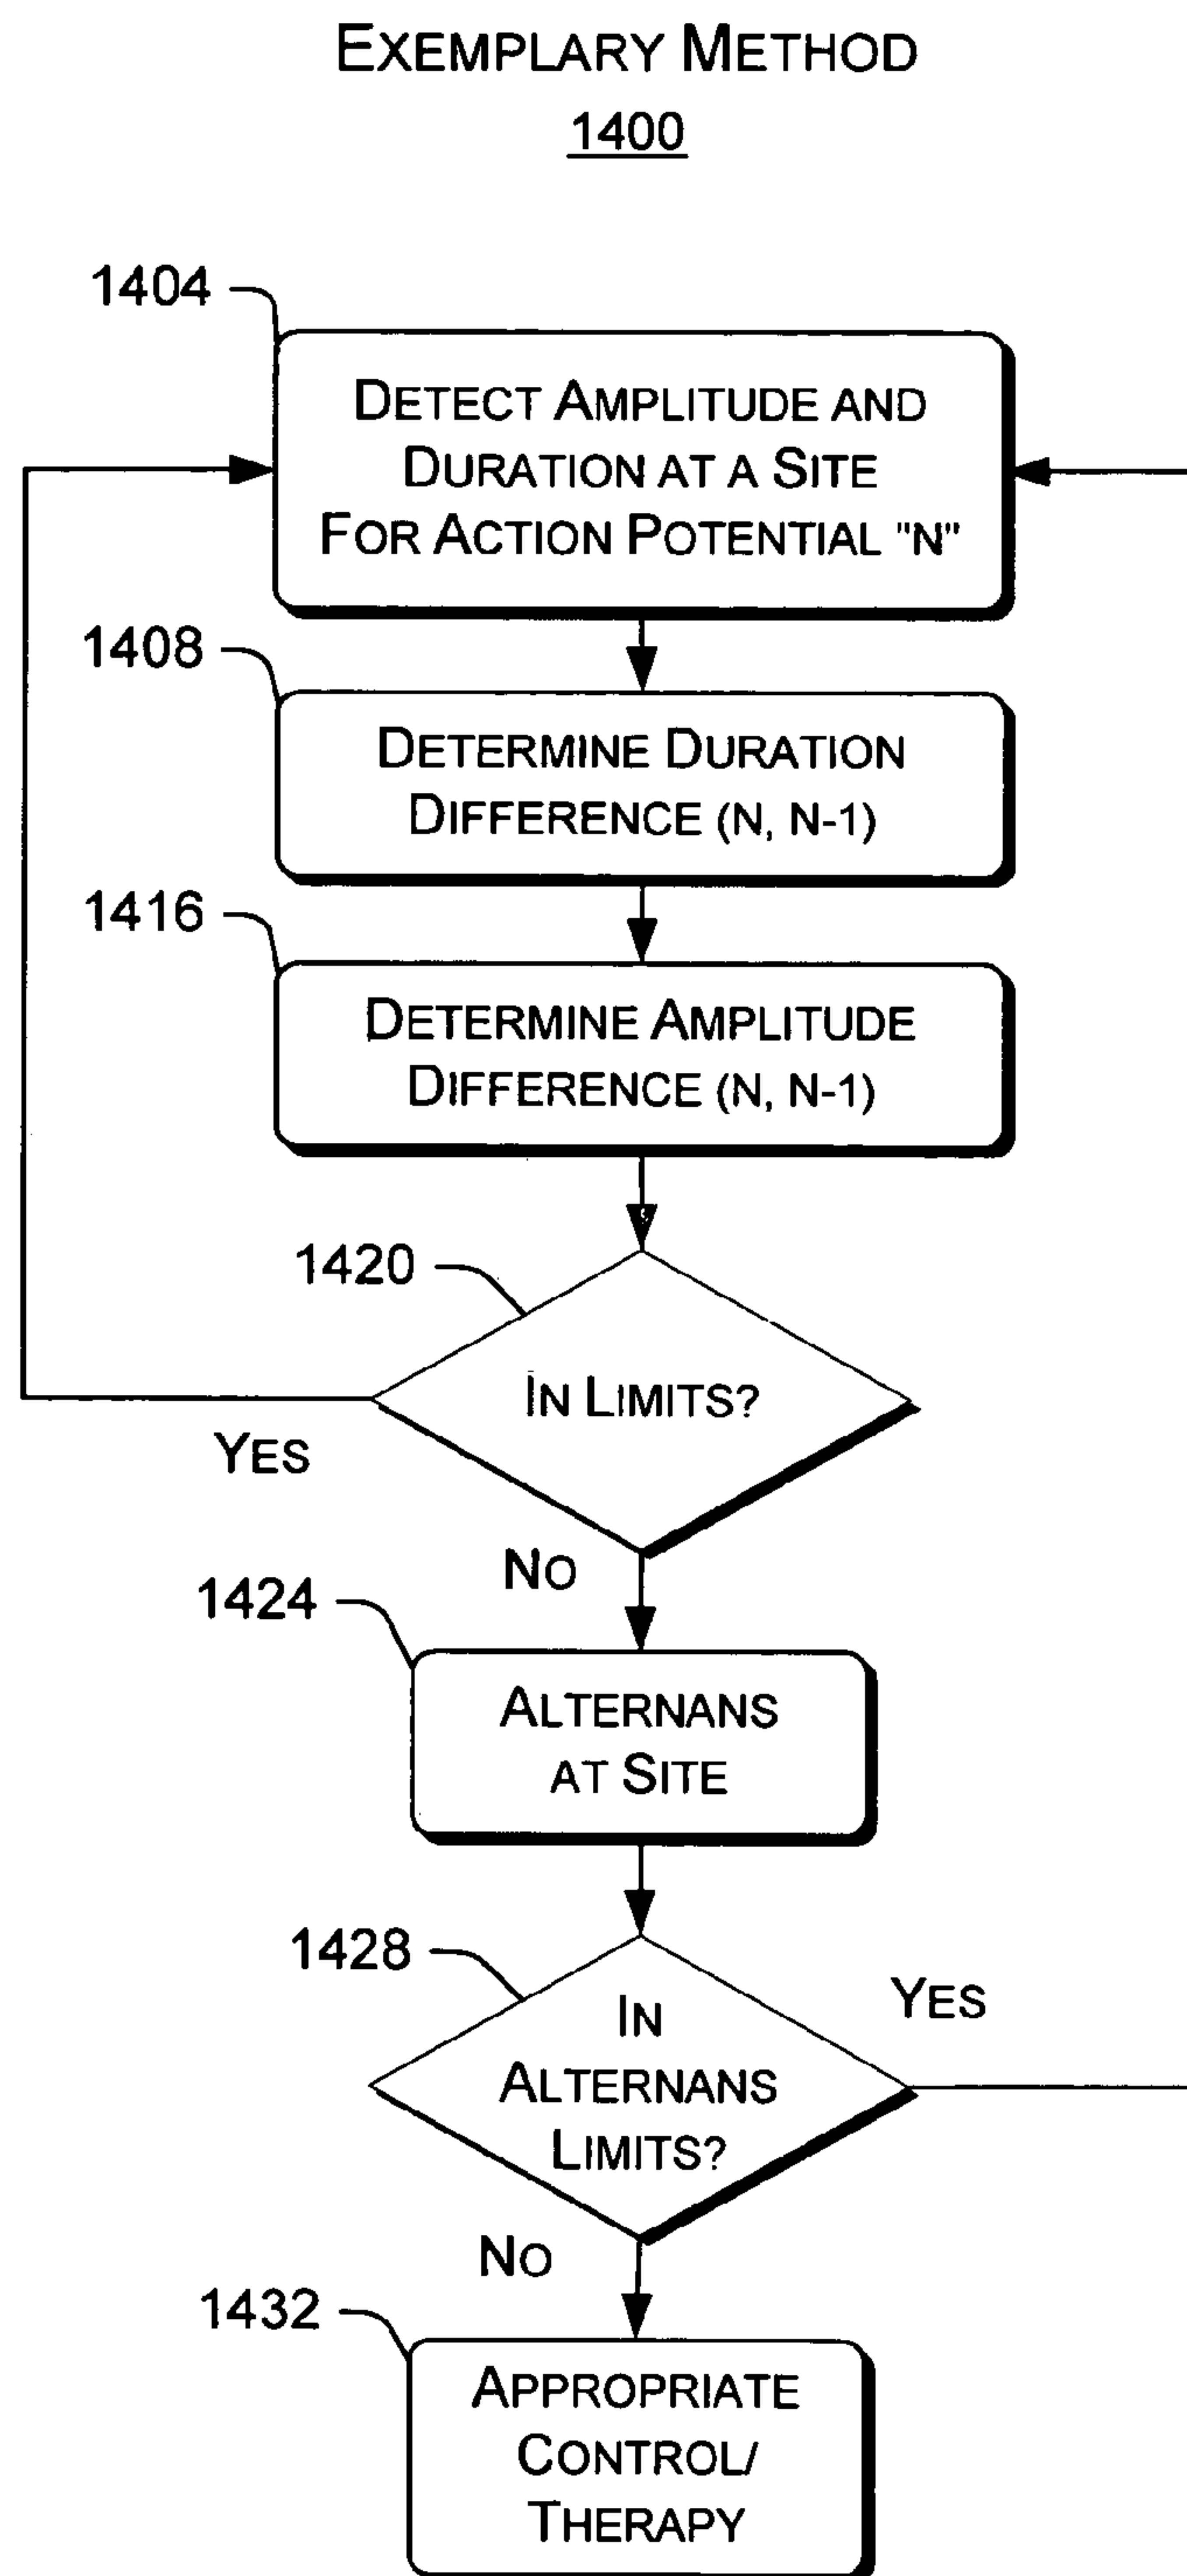 EXEMPLARY METHOD
1400
1404
DETECT AMPLITUDE AND
DURATION AT A SITE
FOR ACTION POTENTIAL "N"
1408
DETERMINE DURATION
DIFFERENCE (N, N-1)
1416
DETERMINE AMPLITUDE
DIFFERENCE (N, N-1)
1420
IN LIMITS?
YES
NO
1424
ALTERNANS
AT SITE
1428
IN
ALTERNANS
LIMITS?
YES
NO
1432
APPROPRIATE
CONTROL/
THERAPY